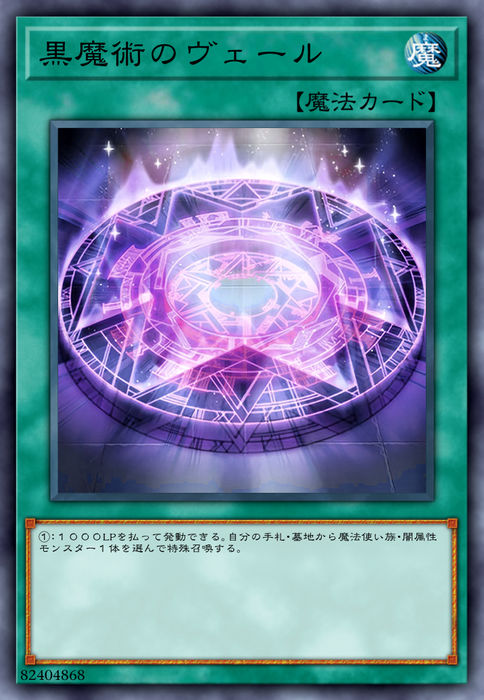 黒魔術のヴェール
魔
【魔法カード】
①:１０００LPを払って発動できる。自分の手札・墓地から魔法使い族・闇属性
モンスター１体を選んで特殊召喚する。
82404868